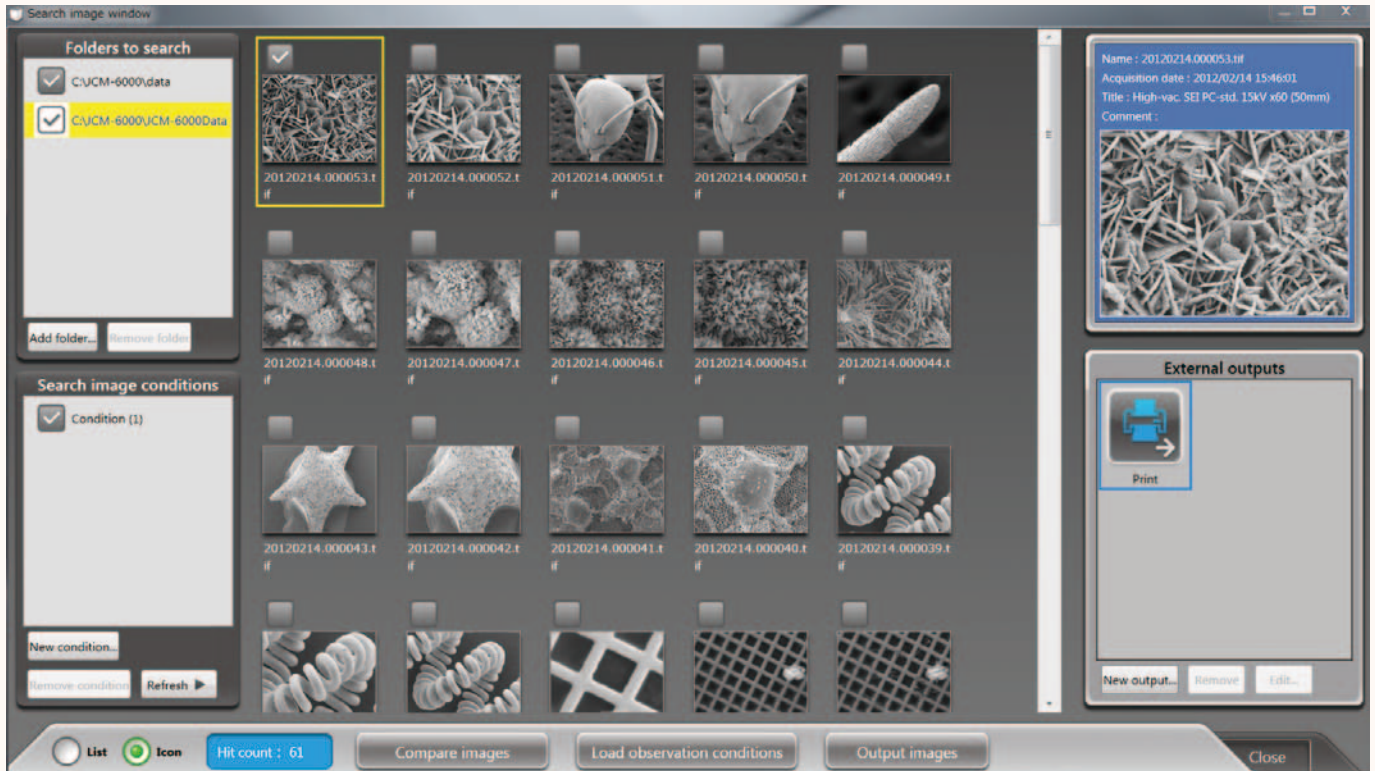 Search image window
Folders to search
C:\JCM-6000\data
C:\JCM-6000\JCM-6000Data
Add folder...
Remove folder
Search image conditions
Condition (1)
New condition...
Remove condition
Refresh
20120214.000053.t
if
20120214.000052.t
if
20120214.000051.t
if
20120214.000050.t
if
20120214.000049.t
if
20120214.000048.t
if
20120214.000047.t
if
20120214.000046.t
if
20120214.000045.t
if
20120214.000044.t
if
20120214.000043.t
if
20120214.000042.t
if
20120214.000041.t
if
20120214.000040.t
if
20120214.000039.t
if
Name : 20120214.000053.tif
Acquisition date : 2012/02/14 15:46:01
Title : High-vac. SEI PC-std. 15kV x60 (50mm)
Comment :
External outputs
Print
New output...
Remove
Edit...
List
Icon
Hit count : 61
Compare images
Load observation conditions
Output images
Close